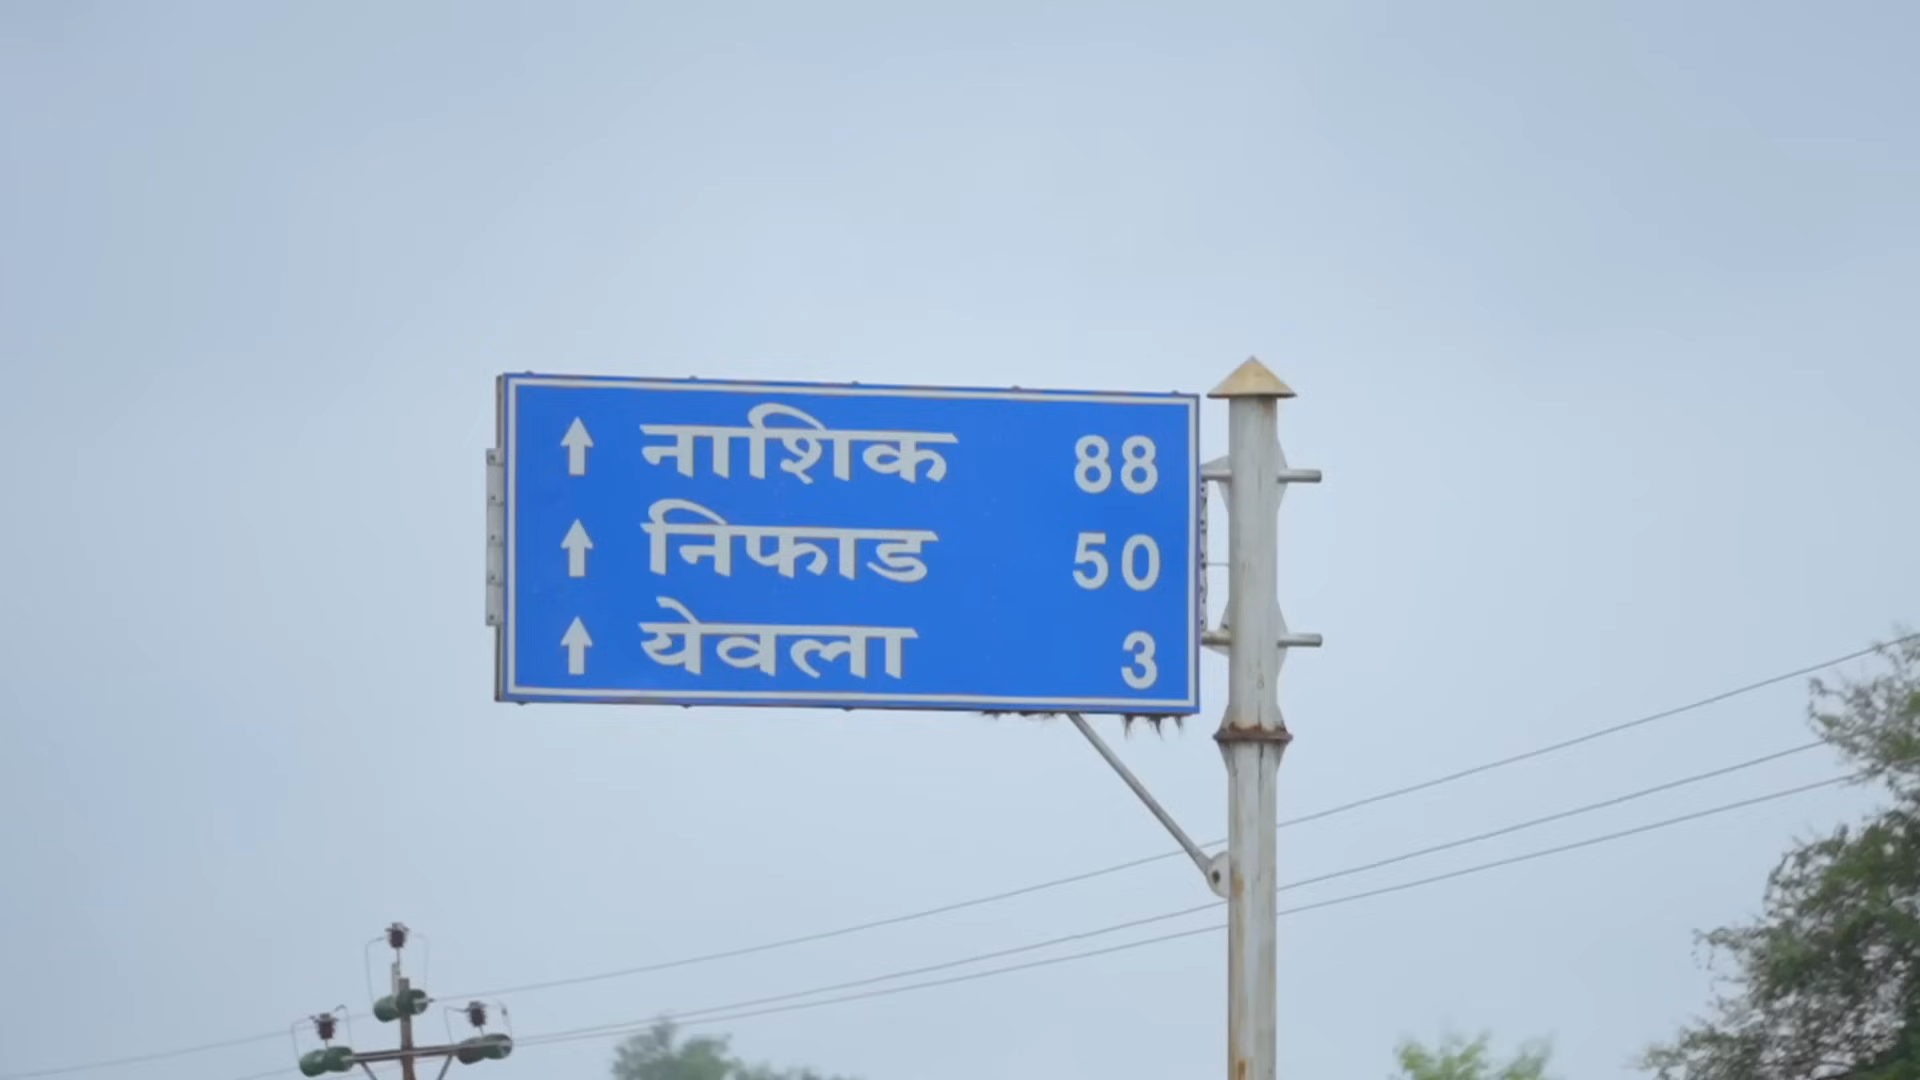 ↑ नाशिक 88
↑ निफाड 50
↑ येवला 3